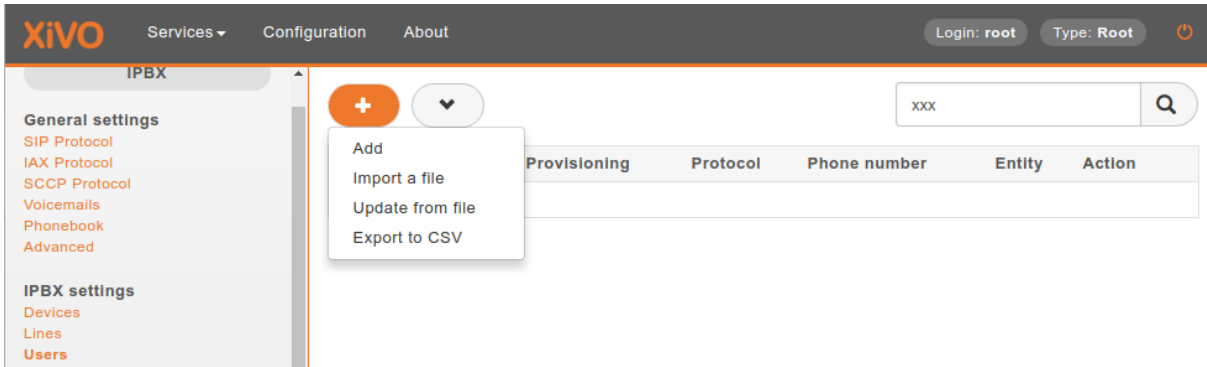 XiVO Services Configuration About Login: root Type: Root
IPBX
General settings
SIP Protocol
IAX Protocol
SCCP Protocol
Voicemails
Phonebook
Advanced
IPBX settings
Devices
Lines
Users
xxx
Add
Import a file
Update from file
Export to CSV
Provisioning Protocol Phone number Entity Action